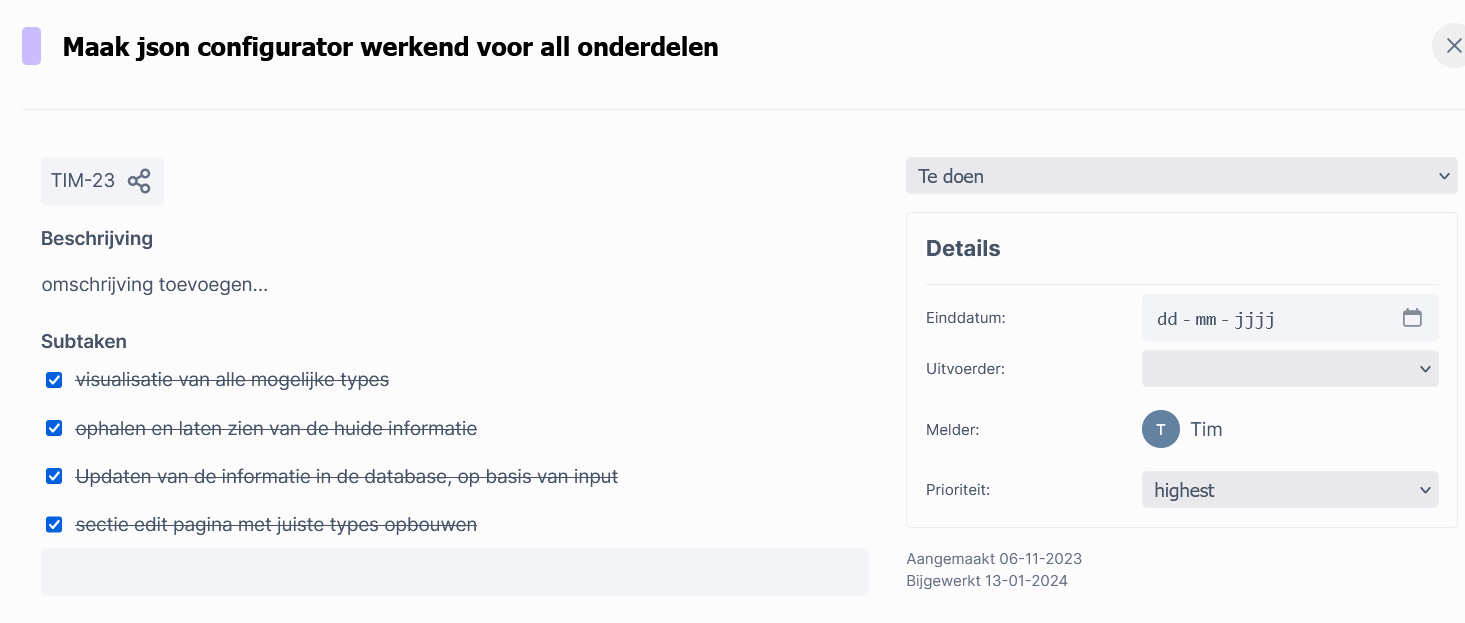 Maak json configurator werkend voor all onderdelen
TIM-23
Beschrijving
omschrijving toevoegen...
Subtaken
visualisatie van alle mogelijke types
ophalen en laten zien van de huide informatie
Updaten van de informatie in de database, op basis van input
sectie edit pagina met juiste types opbouwen
Te doen
Details
Einddatum:
dd - mm - jjjj
Uitvoerder:
Melder:
T Tim
Prioriteit:
highest
Aangemaakt 06-11-2023
Bijgewerkt 13-01-2024